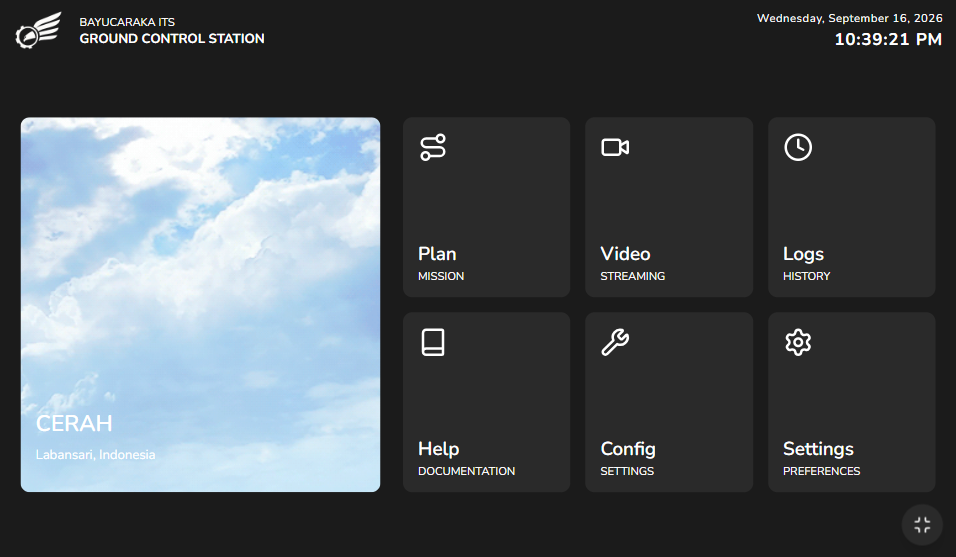 BAYUCARAKA ITS
GROUND CONTROL STATION
Wednesday, September 16, 2026
10:39:21 PM
CERAH
Labansari, Indonesia
Plan
MISSION
Video
STREAMING
Logs
HISTORY
Help
DOCUMENTATION
Config
SETTINGS
Settings
PREFERENCES